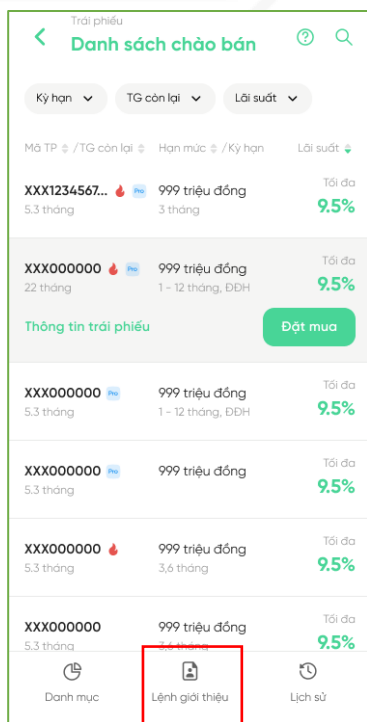 Trái phiếu
Danh sách chào bán
Kỳ hạn
TG còn lại
Lãi suất
Mã TP / TG còn lại Hạn mức / Kỳ hạn Lãi suất
Tối đa
XXX1234567... Pro 999 triệu đồng
9.5%
5.3 tháng 3 tháng
Tối đa
XXX000000 Pro 999 triệu đồng
9.5%
22 tháng 1 - 12 tháng, ĐĐH
Thông tin trái phiếu Đặt mua
Tối đa
XXX000000 Pro 999 triệu đồng
9.5%
5.3 tháng 1 - 12 tháng, ĐĐH
Tối đa
XXX000000 Pro 999 triệu đồng
9.5%
5.3 tháng
Tối đa
XXX000000 999 triệu đồng
9.5%
5.3 tháng 3,6 tháng
Tối đa
XXX000000 999 triệu đồng
9.5%
5.3 tháng 3,6 tháng
Danh mục Lệnh giới thiệu Lịch sử